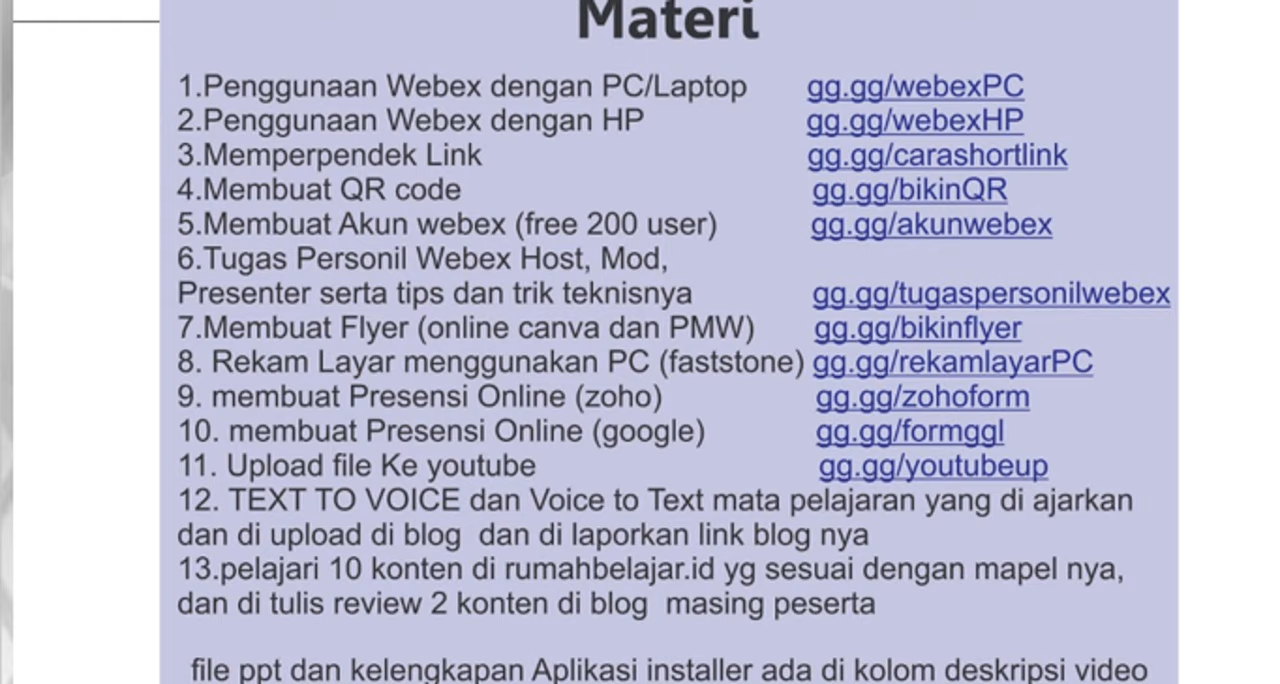 Materi
1.Penggunaan Webex dengan PC/Laptop gg.gg/webexPC
2.Penggunaan Webex dengan HP gg.gg/webexHP
3.Memperpendek Link gg.gg/carashortlink
4.Membuat QR code gg.gg/bikinQR
5.Membuat Akun webex (free 200 user) gg.gg/akunwebex
6.Tugas Personil Webex Host, Mod,
Presenter serta tips dan trik teknisnya gg.gg/tugaspersonilwebex
7.Membuat Flyer (online canva dan PMW) gg.gg/bikinflyer
8. Rekam Layar menggunakan PC (faststone) gg.gg/rekamlayarPC
9. membuat Presensi Online (zoho) gg.gg/zohoform
10. membuat Presensi Online (google) gg.gg/formggl
11. Upload file Ke youtube gg.gg/youtubeup
12. TEXT TO VOICE dan Voice to Text mata pelajaran yang di ajarkan
dan di upload di blog dan di laporkan link blog nya
13.pelajari 10 konten di rumahbelajar.id yg sesuai dengan mapel nya,
dan di tulis review 2 konten di blog masing peserta
file ppt dan kelengkapan Aplikasi installer ada di kolom deskripsi video